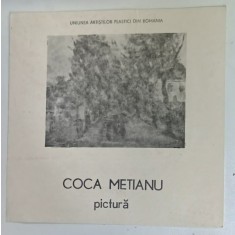 UNIUNEA ARTIȘTILOR PLASTICI DIN ROMÂNIA
COCA METIANU
pictură